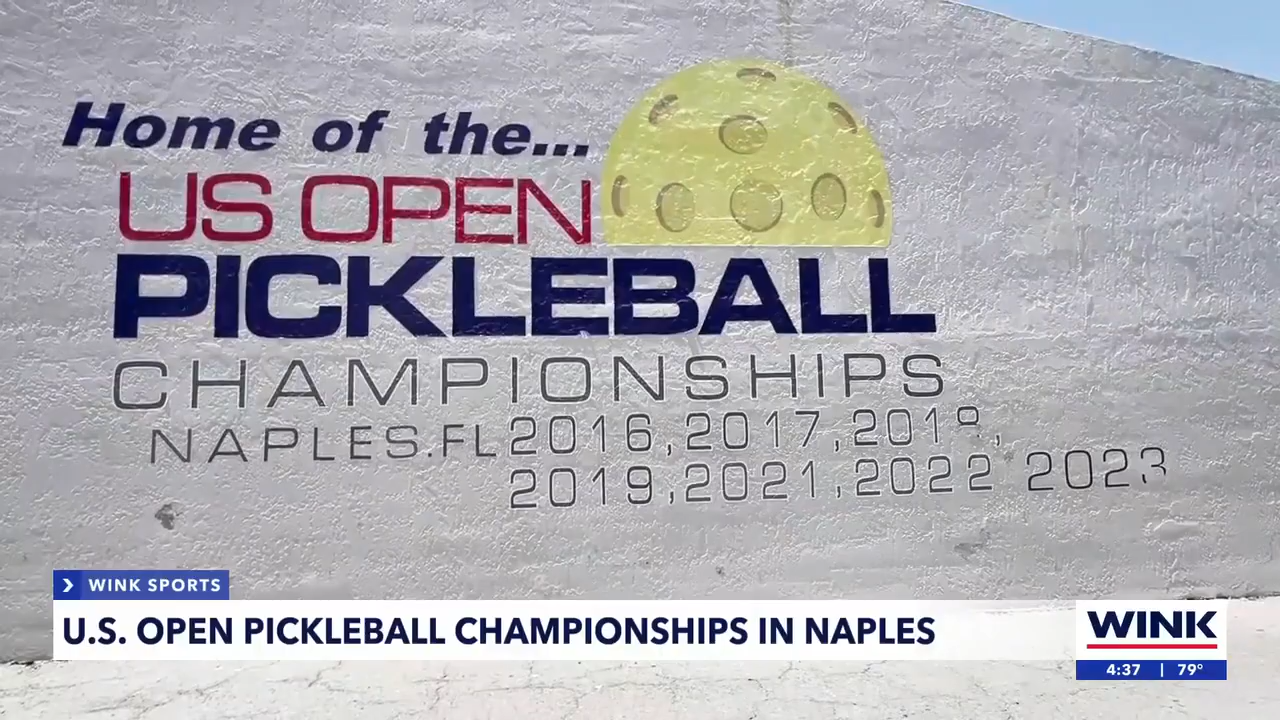 Home of the...
US OPEN
PICKLEBALL
CHAMPIONSHIPS
NAPLES.FL 2016,2017,2018,
2019,2021,2022 2023
WINK SPORTS
U.S. OPEN PICKLEBALL CHAMPIONSHIPS IN NAPLES
WINK
4:37 | 79°